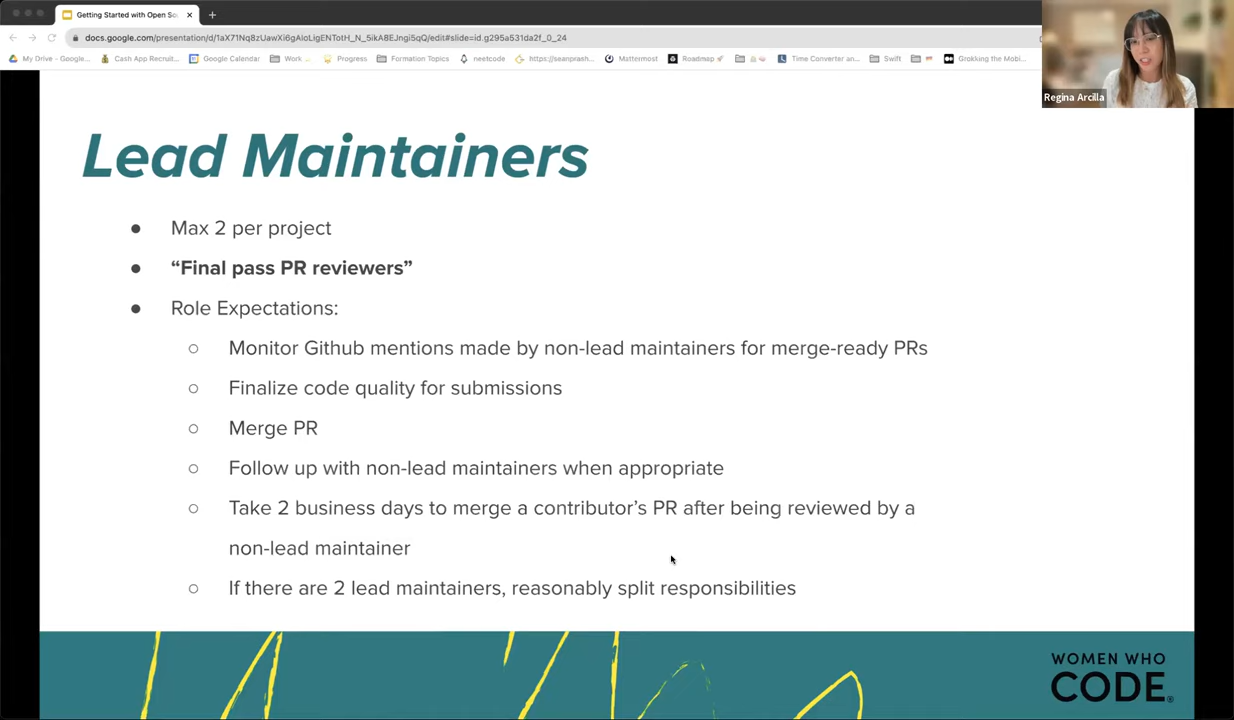 Getting Started with Open So
docs.google.com/presentation/d/1aX71Nq8zUawXi6gAioLigENTotH_N_5ikA8EJngi5qQ/edit#slide=id.g295a531da2f_0_24
My Drive - Google...
Cash App Recruit...
Google Calendar
Work ...
Progress
Formation Topics
neetcode
https://seanprash...
Mattermost
Roadmap
Time Converter an...
Swift
Grokking the Mobi...
Regina Arcilla
Lead Maintainers
● Max 2 per project
● “Final pass PR reviewers”
● Role Expectations:
○ Monitor Github mentions made by non-lead maintainers for merge-ready PRs
○ Finalize code quality for submissions
○ Merge PR
○ Follow up with non-lead maintainers when appropriate
○ Take 2 business days to merge a contributor’s PR after being reviewed by a
non-lead maintainer
○ If there are 2 lead maintainers, reasonably split responsibilities
WOMEN WHO
CODE®